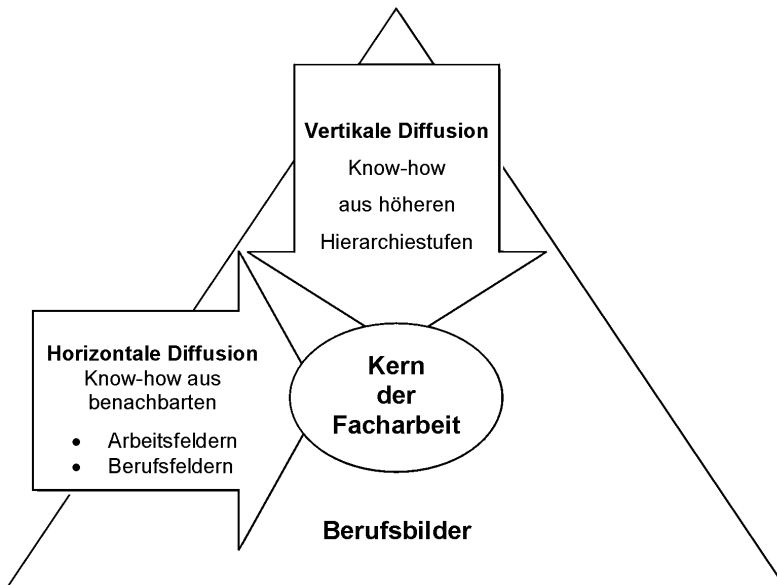 Vertikale Diffusion
Know-how
aus höheren
Hierarchiestufen
Horizontale Diffusion
Know-how aus
benachbarten
• Arbeitsfeldern
• Berufsfeldern
Kern
der
Facharbeit
Berufsbilder